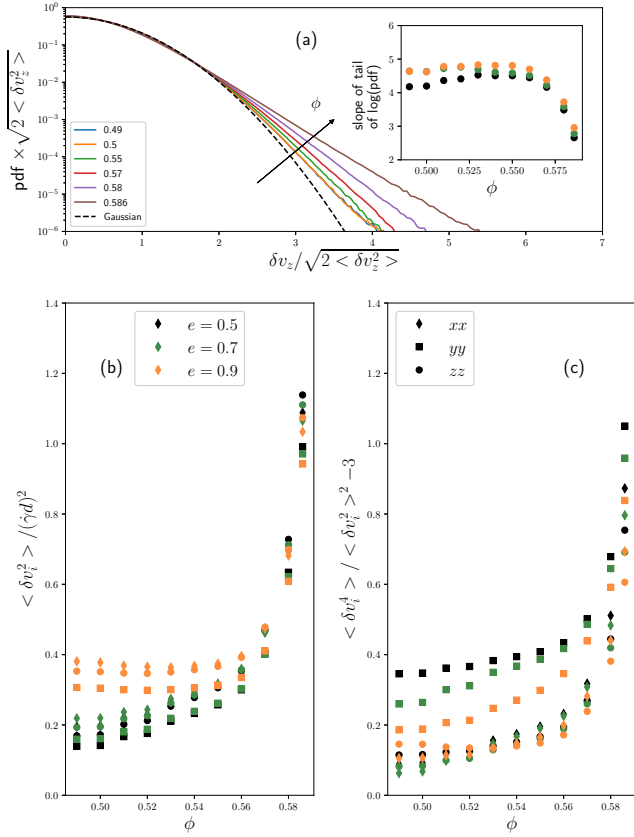 (a)
pdf × √2 < δv_z^2 >
10^0
10^−1
10^−2
10^−3
10^−4
10^−5
10^−6
0.49
0.5
0.55
0.57
0.58
0.586
Gaussian
ϕ
0 1 2 3 4 5 6 7
δv_z/√2 < δv_z^2 >
slope of tail
of log(pdf)
6
5
4
3
2
0.500 0.525 0.550 0.575
ϕ
(b)
e = 0.5
e = 0.7
e = 0.9
< δv_i^2 > /(γ̇d)^2
1.4
1.2
1.0
0.8
0.6
0.4
0.2
0.0
0.50 0.52 0.54 0.56 0.58
ϕ
(c)
xx
yy
zz
< δv_i^4 > / < δv_i^2 >^2 −3
1.4
1.2
1.0
0.8
0.6
0.4
0.2
0.0
0.50 0.52 0.54 0.56 0.58
ϕ